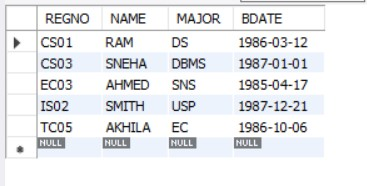 REGNO NAME MAJOR BDATE
CS01 RAM DS 1986-03-12
CS03 SNEHA DBMS 1987-01-01
EC03 AHMED SNS 1985-04-17
IS02 SMITH USP 1987-12-21
TC05 AKHILA EC 1986-10-06
NULL NULL NULL NULL